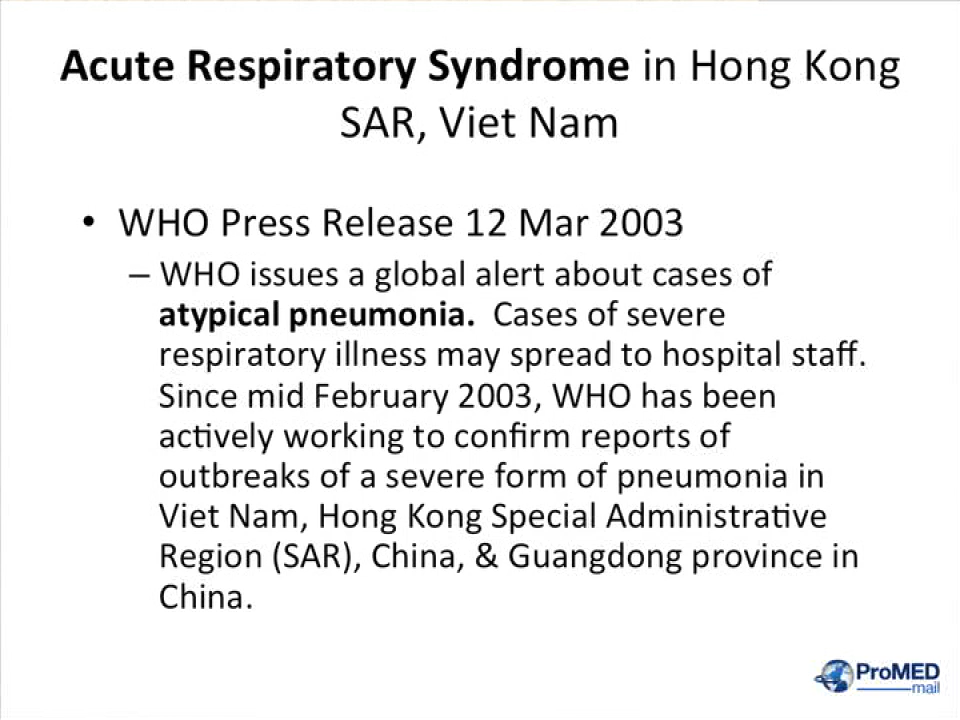 Acute Respiratory Syndrome in Hong Kong
SAR, Viet Nam
• WHO Press Release 12 Mar 2003
– WHO issues a global alert about cases of
atypical pneumonia.  Cases of severe
respiratory illness may spread to hospital staff.
Since mid February 2003, WHO has been
actively working to confirm reports of
outbreaks of a severe form of pneumonia in
Viet Nam, Hong Kong Special Administrative
Region (SAR), China, & Guangdong province in
China.
ProMED
mail